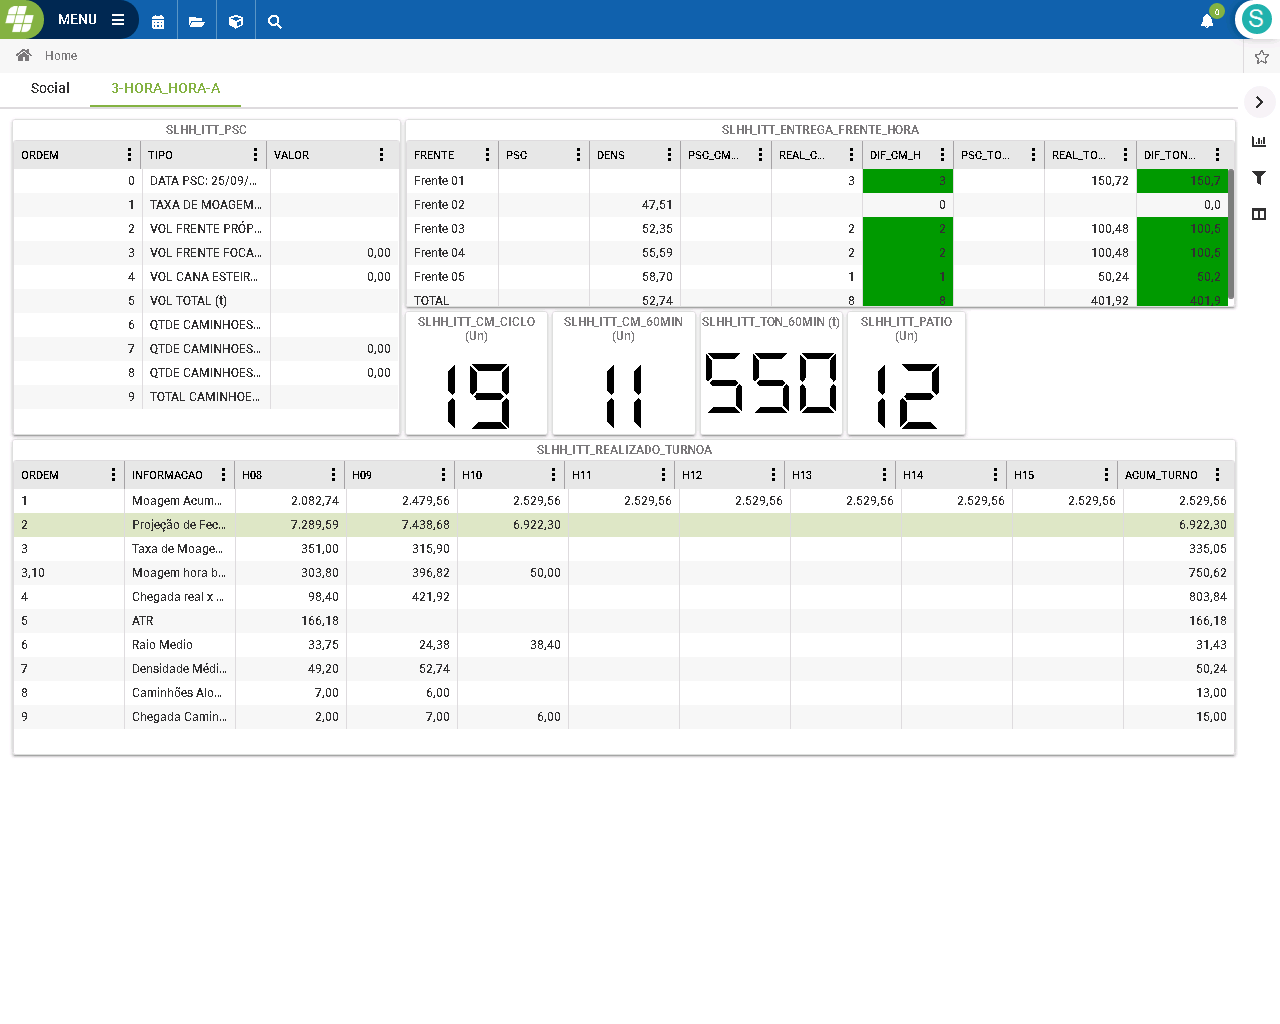 MENU
0
S
Home
Social 3-HORA_HORA-A
SLHH_ITT_PSC
ORDEM TIPO VALOR
0 DATA PSC: 25/09/...
1 TAXA DE MOAGEM...
2 VOL FRENTE PRÓP...
3 VOL FRENTE FOCA... 0,00
4 VOL CANA ESTEIR... 0,00
5 VOL TOTAL (t)
6 QTDE CAMINHOES...
7 QTDE CAMINHOES... 0,00
8 QTDE CAMINHOES... 0,00
9 TOTAL CAMINHOE...
SLHH_ITT_ENTREGA_FRENTE_HORA
FRENTE PSC DENS PSC_CM... REAL_C... DIF_CM_H PSC_TO... REAL_TO... DIF_TON...
Frente 01 3 3 150,72 150,7
Frente 02 47,51 0 0,0
Frente 03 52,35 2 2 100,48 100,5
Frente 04 55,59 2 2 100,48 100,5
Frente 05 58,70 1 1 50,24 50,2
TOTAL 52,74 8 8 401,92 401,9
SLHH_ITT_CM_CICLO
(Un)
19
SLHH_ITT_CM_60MIN
(Un)
11
SLHH_ITT_TON_60MIN (t)
550
SLHH_ITT_PATIO
(Un)
12
SLHH_ITT_REALIZADO_TURNOA
ORDEM INFORMACAO H08 H09 H10 H11 H12 H13 H14 H15 ACUM_TURNO
1 Moagem Acum... 2.082,74 2.479,56 2.529,56 2.529,56 2.529,56 2.529,56 2.529,56 2.529,56 2.529,56
2 Projeção de Fec... 7.289,59 7.438,68 6.922,30 6.922,30
3 Taxa de Moage... 351,00 315,90 335,05
3,10 Moagem hora b... 303,80 396,82 50,00 750,62
4 Chegada real x ... 98,40 421,92 803,84
5 ATR 166,18 166,18
6 Raio Medio 33,75 24,38 38,40 31,43
7 Densidade Médi... 49,20 52,74 50,24
8 Caminhões Alo... 7,00 6,00 13,00
9 Chegada Camin... 2,00 7,00 6,00 15,00